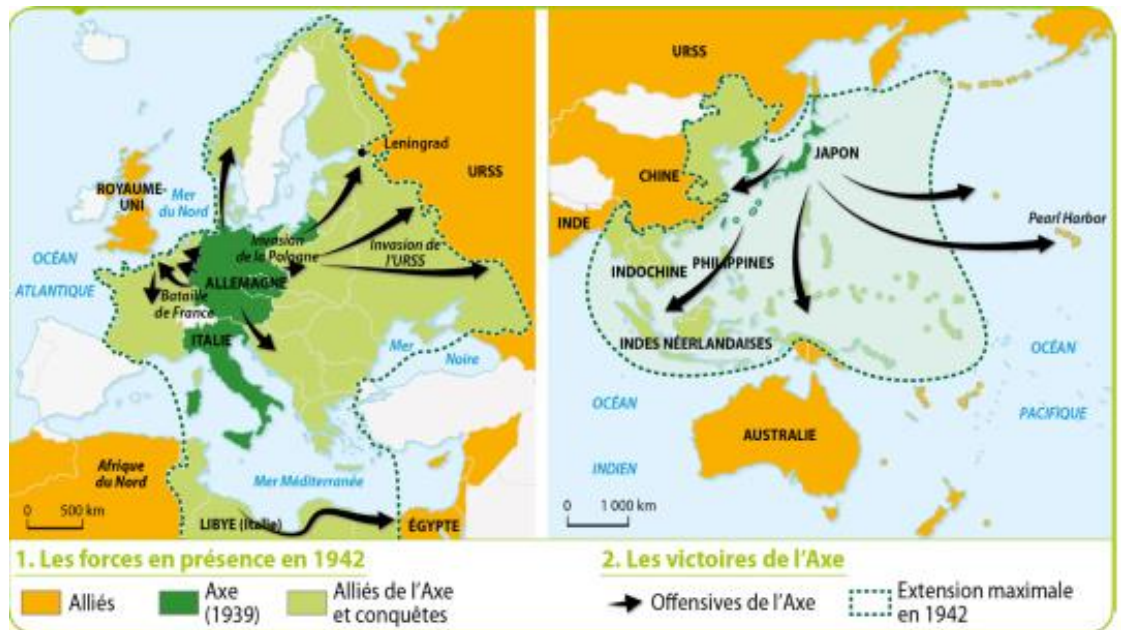 Leningrad
URSS
ROYAUME-
UNI
Mer
du Nord
Invasion
de la Pologne
Invasion de
l'URSS
OCÉAN
ATLANTIQUE
ALLEMAGNE
Bataille
de France
ITALIE
Mer
Noire
Afrique
du Nord
Mer Méditerranée
0 500 km
LIBYE (Italie)
ÉGYPTE
URSS
JAPON
CHINE
INDE
Pearl Harbor
INDOCHINE
PHILIPPINES
INDES NÉERLANDAISES
OCÉAN
PACIFIQUE
OCÉAN
INDIEN
AUSTRALIE
0 1 000 km
1. Les forces en présence en 1942
Alliés
Axe
(1939)
Alliés de l'Axe
et conquêtes
2. Les victoires de l'Axe
Offensives de l'Axe
Extension maximale
en 1942